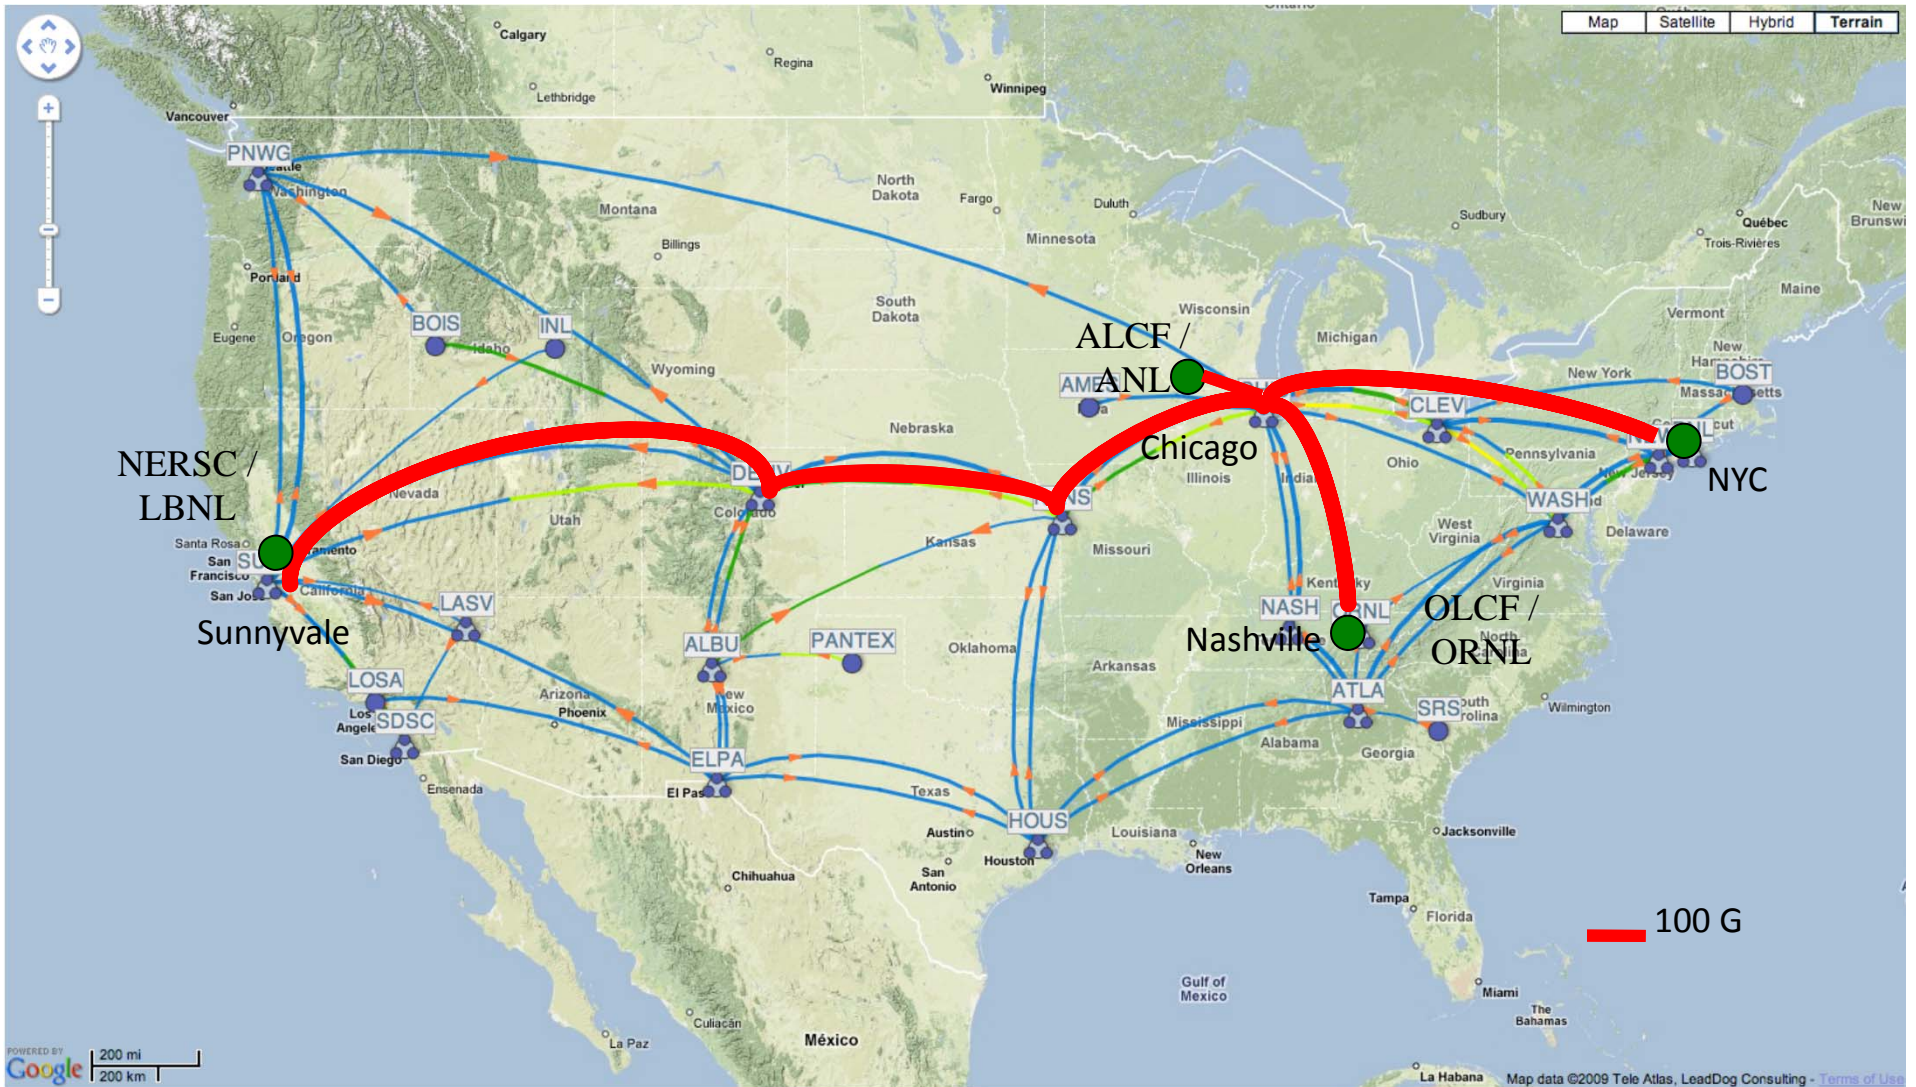 Ontario
Map
Satellite
Hybrid
Terrain
Calgary
Regina
Lethbridge
Winnipeg
Vancouver
PNWG
Washington
North
Dakota
Fargo
Duluth
Sudbury
Québec
Trois-Rivières
New
Montana
Billings
Minnesota
Portland
South
Dakota
Wisconsin
Maine
Eugene
Oregon
BOIS
Idaho
INL
Wyoming
ALCF /
ANL
Michigan
Vermont
New
New York
BOST
CLEV
NERSC /
LBNL
Nebraska
Chicago
Illinois
Ohio
Pennsylvania
New Jersey
NYC
Nevada
Utah
Colorado
Kansas
Missouri
West
Virginia
WASH
Delaware
Santa Rosa
San
Francisco
San Jose
California
Sunnyvale
LASV
Kentucky
Virginia
NASH
Nashville
ORNL
OLCF /
ORNL
North
Carolina
ALBU
PANTEX
Oklahoma
Arkansas
LOSA
Los
SDSC
San Diego
Arizona
Phoenix
New
Mexico
ATLA
SRS
Wilmington
Mississippi
Alabama
Georgia
Ensenada
ELPA
El Paso
Texas
HOUS
Austin
Houston
San
Antonio
Louisiana
New
Orleans
Jacksonville
Chihuahua
Tampa
Florida
100 G
Gulf of
Mexico
Miami
The
Bahamas
Culiacán
La Paz
México
La Habana
POWERED BY
Google
200 mi
200 km
Map data ©2009 Tele Atlas, LeadDog Consulting - Terms of Use